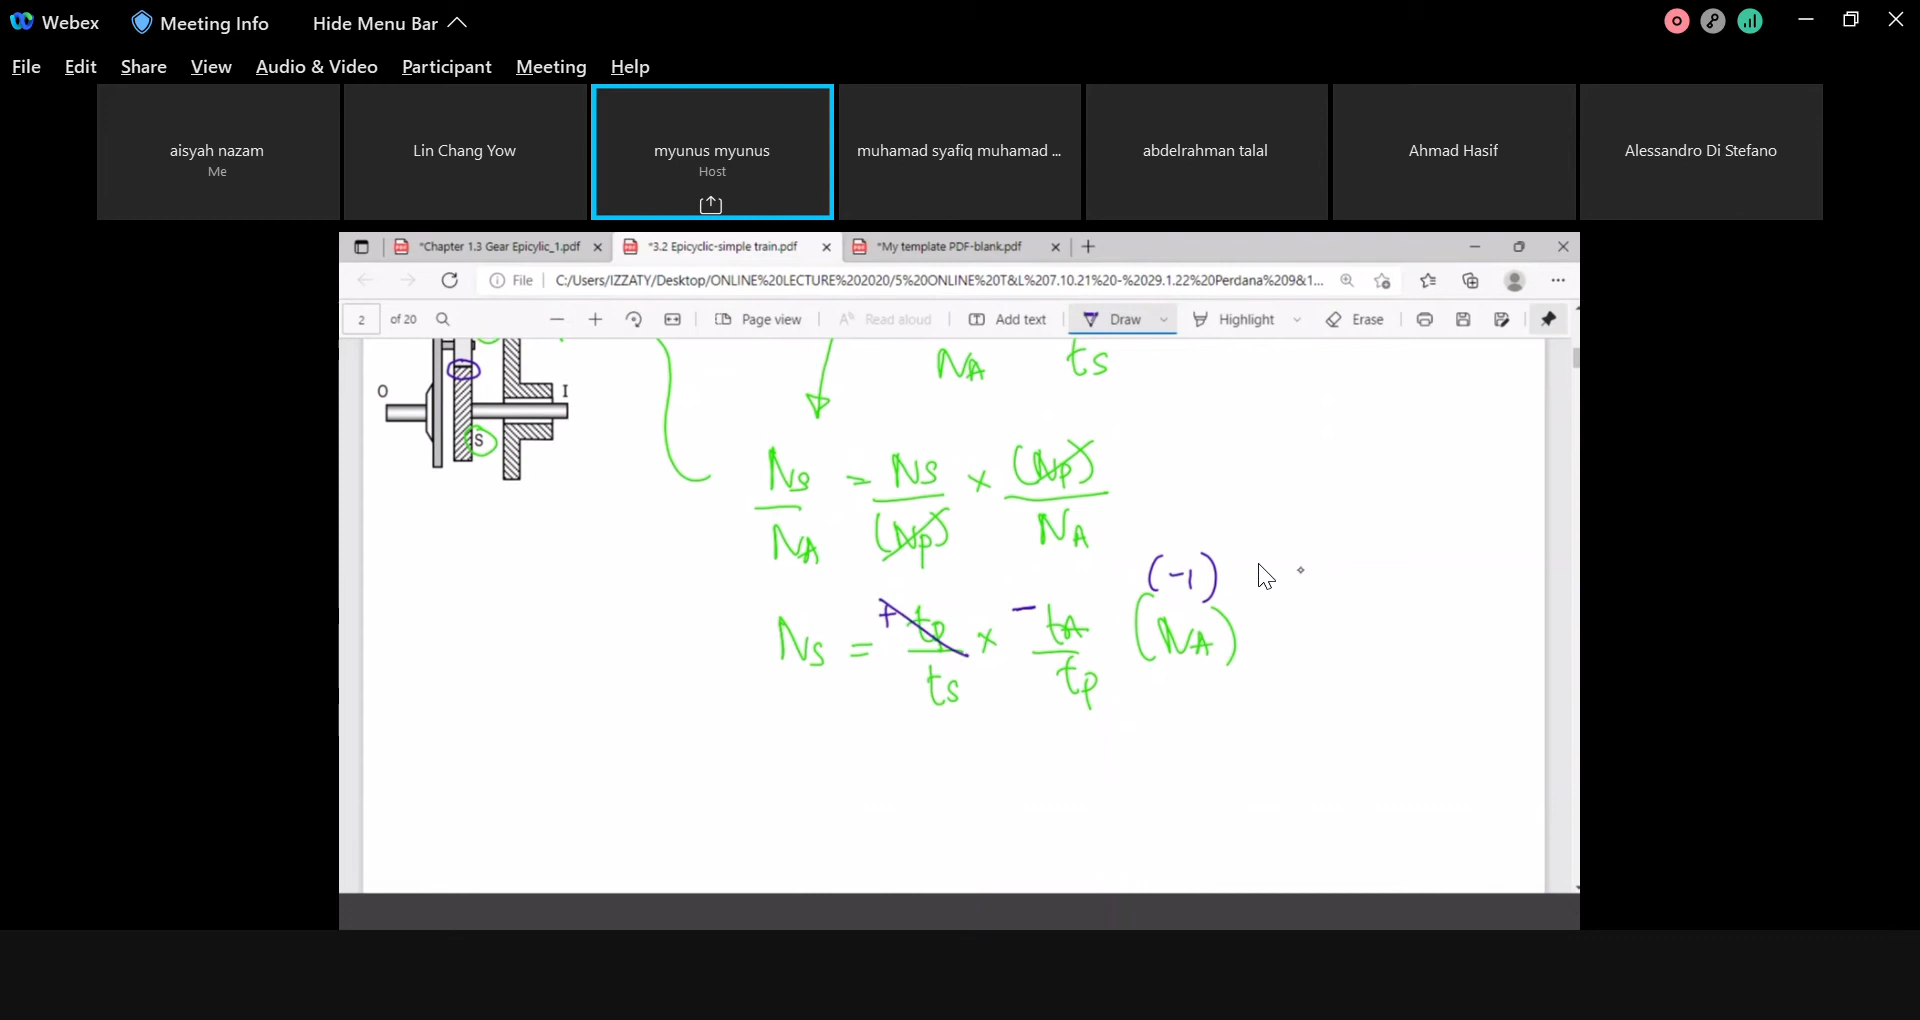 Webex Meeting Info Hide Menu Bar
File Edit Share View Audio & Video Participant Meeting Help
aisyah nazam
Me
Lin Chang Yow
myunus myunus
Host
muhamad syafiq muhamad ...
abdelrahman talal
Ahmad Hasif
Alessandro Di Stefano
*Chapter 1.3 Gear Epicylic_1.pdf *3.2 Epicyclic-simple train.pdf *My template PDF-blank.pdf
File C:/Users/IZZATY/Desktop/ONLINE%20LECTURE%202020/5%20ONLINE%20T&L%207.10.21%20-%2029.1.22%20Perdana%209&1...
2 of 20 Page view Read aloud Add text Draw Highlight Erase
NA ts
O I
S
NS = NS × (NP)
NA (NP) NA
(-1)
NS = + tp × - tA (NA)
ts tp